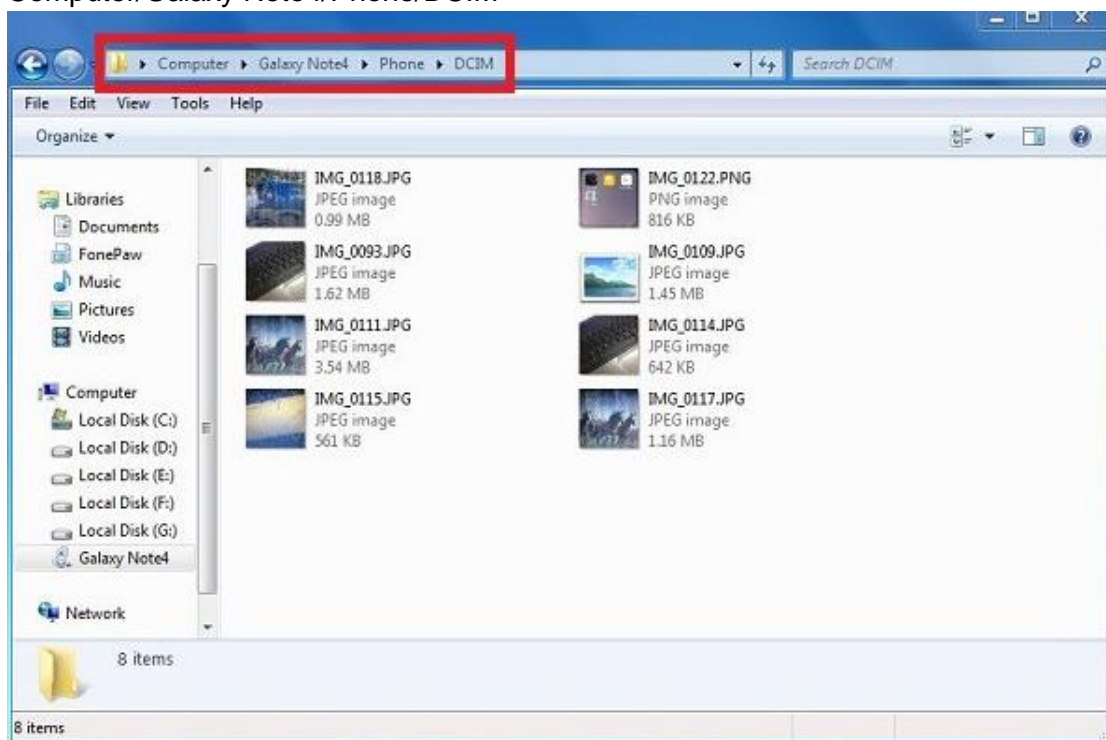 Computer/Galaxy Note4/Phone/DCIM
Computer Galaxy Note4 Phone DCIM
Search DCIM
File Edit View Tools Help
Organize
Libraries
Documents
FonePaw
Music
Pictures
Videos
Computer
Local Disk (C:)
Local Disk (D:)
Local Disk (E:)
Local Disk (F:)
Local Disk (G:)
Galaxy Note4
Network
IMG_0118.JPG
JPEG image
0.99 MB
IMG_0122.PNG
PNG image
816 KB
IMG_0093.JPG
JPEG image
1.62 MB
IMG_0109.JPG
JPEG image
1.45 MB
IMG_0111.JPG
JPEG image
3.54 MB
IMG_0114.JPG
JPEG image
642 KB
IMG_0115.JPG
JPEG image
561 KB
IMG_0117.JPG
JPEG image
1.16 MB
8 items
8 items